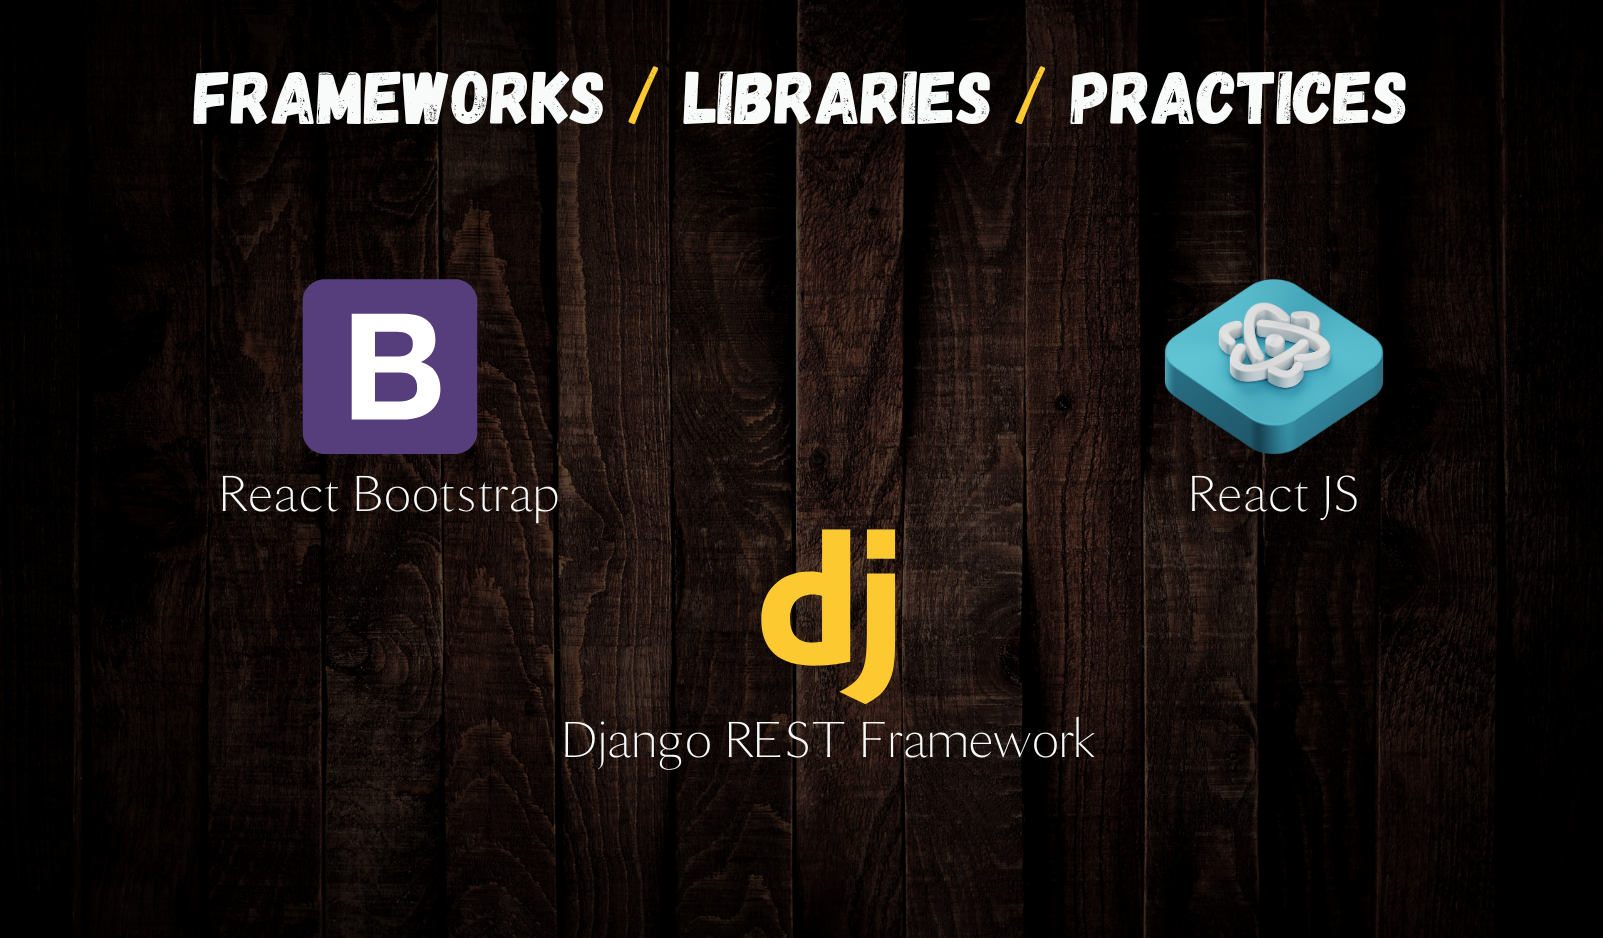 FRAMEWORKS / LIBRARIES / PRACTICES
B
React Bootstrap
React JS
dj
Django REST Framework